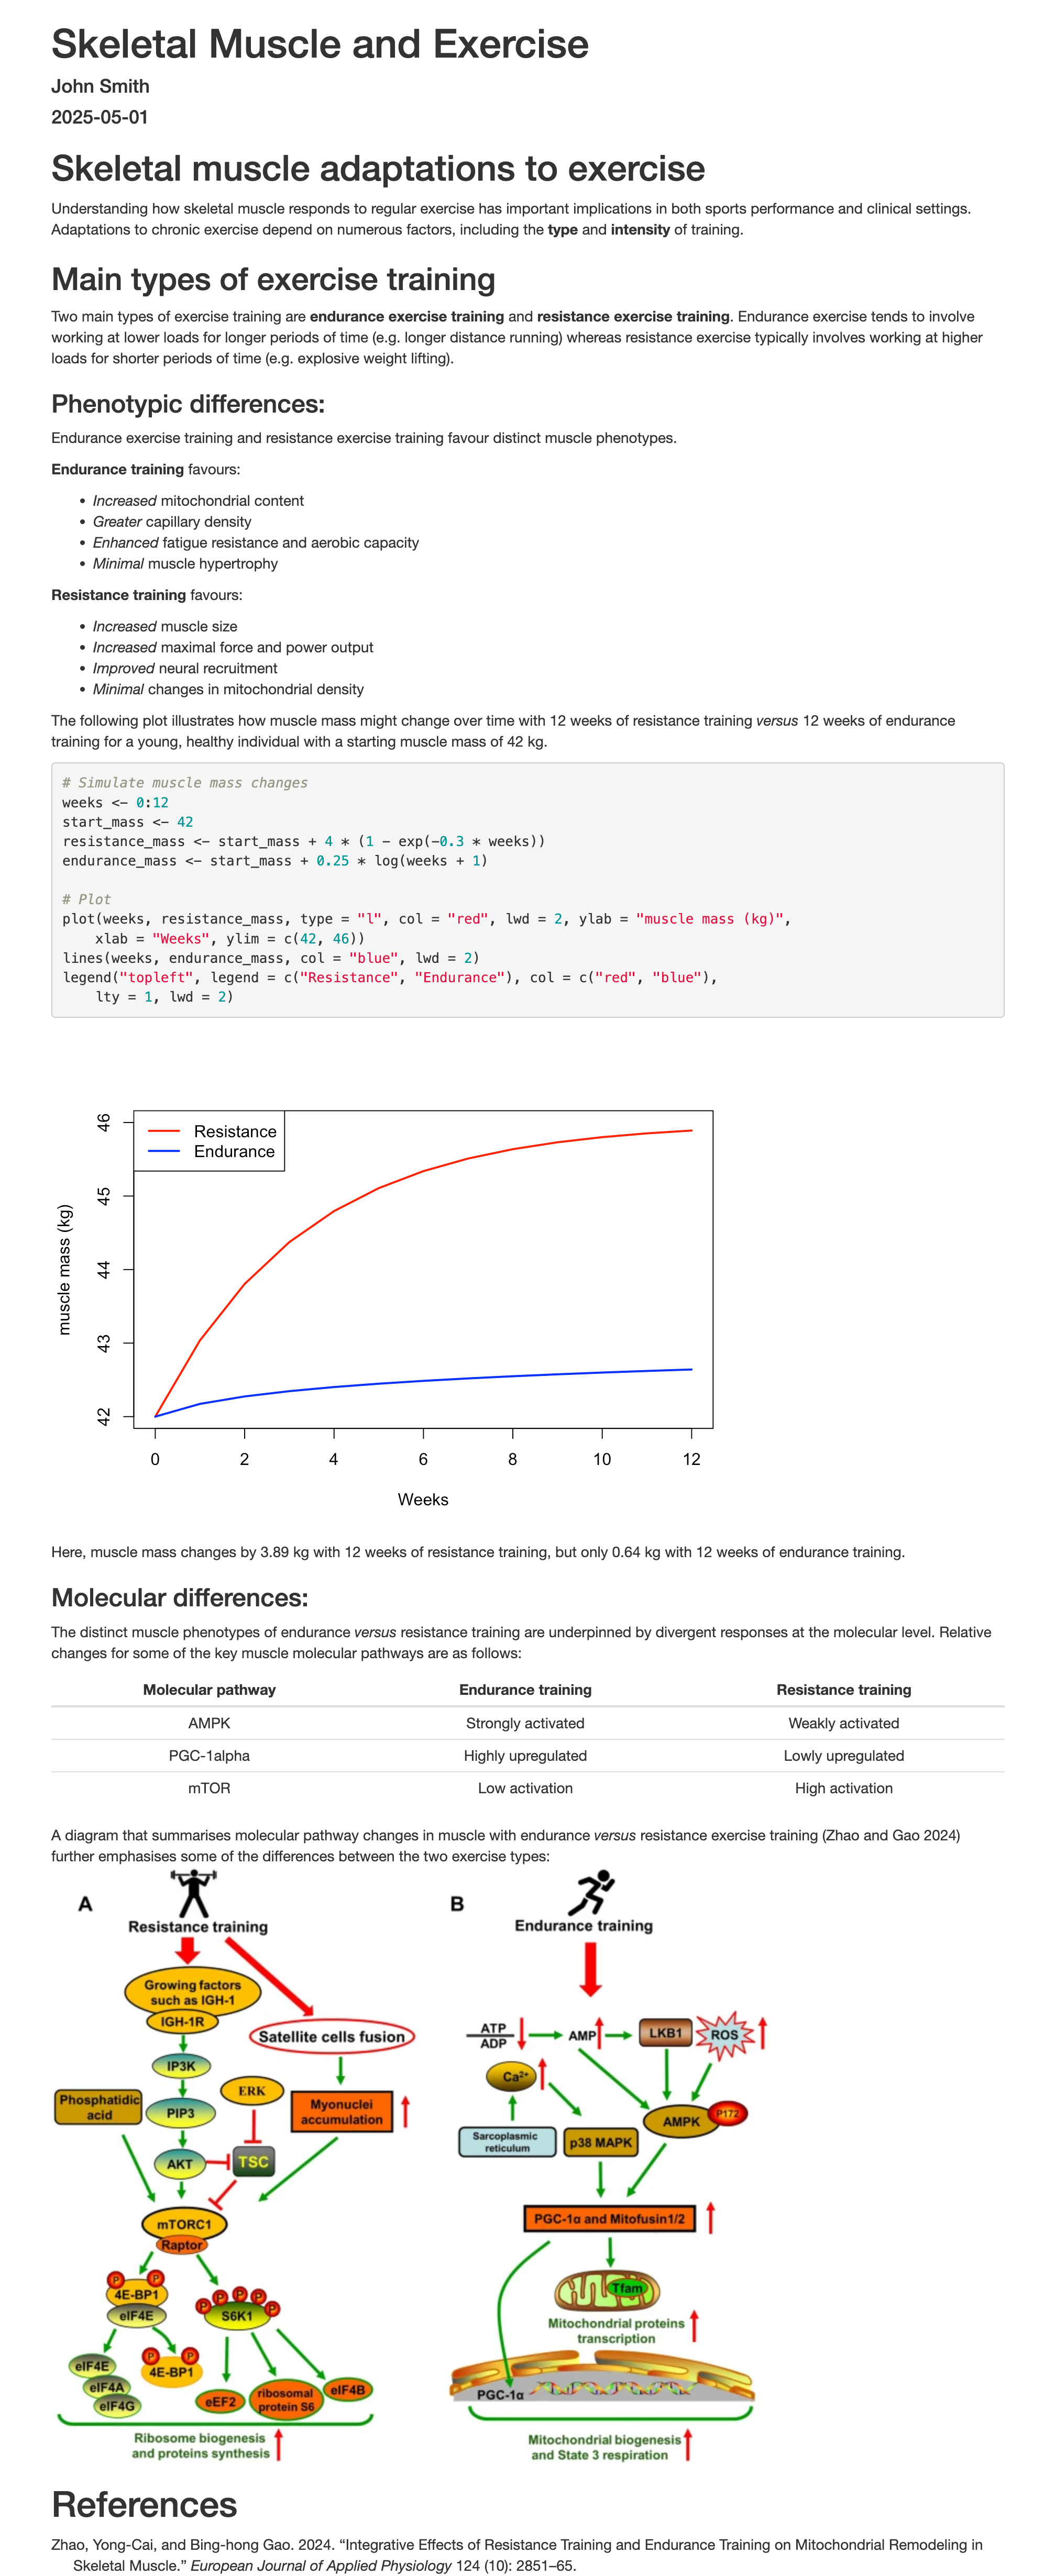 Skeletal Muscle and Exercise
John Smith
2025-05-01
Skeletal muscle adaptations to exercise
Understanding how skeletal muscle responds to regular exercise has important implications in both sports performance and clinical settings.
Adaptations to chronic exercise depend on numerous factors, including the type and intensity of training.
Main types of exercise training
Two main types of exercise training are endurance exercise training and resistance exercise training. Endurance exercise tends to involve
working at lower loads for longer periods of time (e.g. longer distance running) whereas resistance exercise typically involves working at higher
loads for shorter periods of time (e.g. explosive weight lifting).
Phenotypic differences:
Endurance exercise training and resistance exercise training favour distinct muscle phenotypes.
Endurance training favours:
• Increased mitochondrial content
• Greater capillary density
• Enhanced fatigue resistance and aerobic capacity
• Minimal muscle hypertrophy
Resistance training favours:
• Increased muscle size
• Increased maximal force and power output
• Improved neural recruitment
• Minimal changes in mitochondrial density
The following plot illustrates how muscle mass might change over time with 12 weeks of resistance training versus 12 weeks of endurance
training for a young, healthy individual with a starting muscle mass of 42 kg.
# Simulate muscle mass changes
weeks <- 0:12
start_mass <- 42
resistance_mass <- start_mass + 4 * (1 - exp(-0.3 * weeks))
endurance_mass <- start_mass + 0.25 * log(weeks + 1)
# Plot
plot(weeks, resistance_mass, type = "l", col = "red", lwd = 2, ylab = "muscle mass (kg)",
    xlab = "Weeks", ylim = c(42, 46))
lines(weeks, endurance_mass, col = "blue", lwd = 2)
legend("topleft", legend = c("Resistance", "Endurance"), col = c("red", "blue"),
    lty = 1, lwd = 2)
Resistance
Endurance
muscle mass (kg)
46
45
44
43
42
0 2 4 6 8 10 12
Weeks
Here, muscle mass changes by 3.89 kg with 12 weeks of resistance training, but only 0.64 kg with 12 weeks of endurance training.
Molecular differences:
The distinct muscle phenotypes of endurance versus resistance training are underpinned by divergent responses at the molecular level. Relative
changes for some of the key muscle molecular pathways are as follows:
Molecular pathway Endurance training Resistance training
AMPK Strongly activated Weakly activated
PGC-1alpha Highly upregulated Lowly upregulated
mTOR Low activation High activation
A diagram that summarises molecular pathway changes in muscle with endurance versus resistance exercise training (Zhao and Gao 2024)
further emphasises some of the differences between the two exercise types:
A
Resistance training
Growing factors
such as IGH-1
IGH-1R
Satellite cells fusion
IP3K
ERK
Phosphatidic
acid
PIP3
Myonuclei
accumulation
AKT
TSC
mTORC1
Raptor
P P
4E-BP1
eIF4E
P P P P P
S6K1
eIF4E
eIF4A
eIF4G
P P
4E-BP1
eEF2
ribosomal
protein S6
eIF4B
Ribosome biogenesis
and proteins synthesis
B
Endurance training
ATP
ADP
AMP
LKB1
ROS
Ca²⁺
AMPK
P172
Sarcoplasmic
reticulum
p38 MAPK
PGC-1α and Mitofusin1/2
Tfam
Mitochondrial proteins
transcription
PGC-1α
Mitochondrial biogenesis
and State 3 respiration
References
Zhao, Yong-Cai, and Bing-hong Gao. 2024. “Integrative Effects of Resistance Training and Endurance Training on Mitochondrial Remodeling in
Skeletal Muscle.” European Journal of Applied Physiology 124 (10): 2851–65.